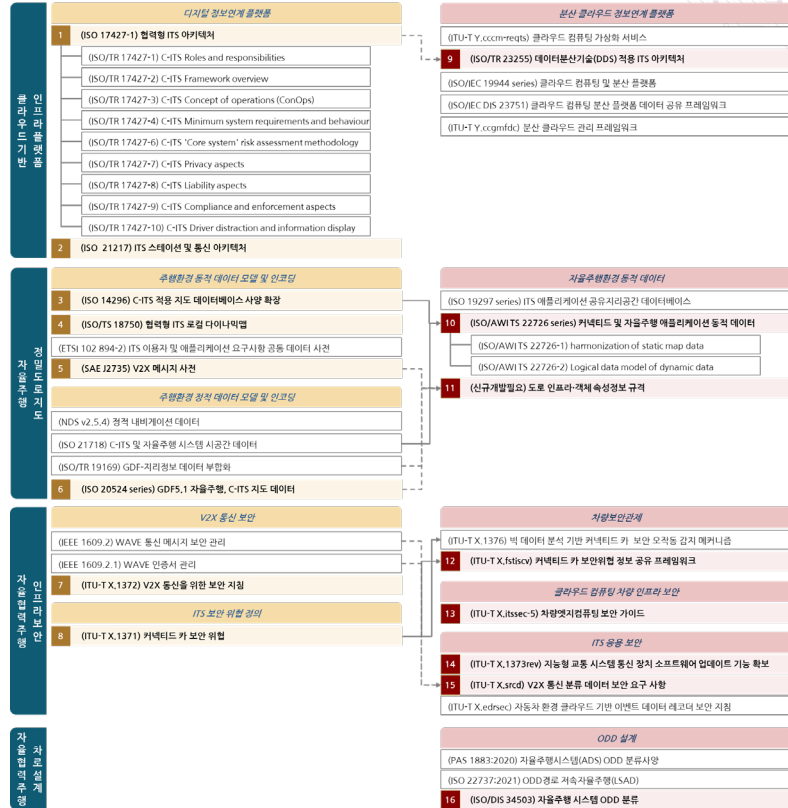 클라우드기반
인프라플랫폼
디지털 정보연계 플랫폼
1 (ISO 17427-1) 협력형 ITS 아키텍처
(ISO/TR 17427-1) C-ITS Roles and responsibilities
(ISO/TR 17427-2) C-ITS Framework overview
(ISO/TR 17427-3) C-ITS Concept of operations (ConOps)
(ISO/TR 17427-4) C-ITS Minimum system requirements and behaviour
(ISO/TR 17427-6) C-ITS 'Core system' risk assessment methodology
(ISO/TR 17427-7) C-ITS Privacy aspects
(ISO/TR 17427-8) C-ITS Liability aspects
(ISO/TR 17427-9) C-ITS Compliance and enforcement aspects
(ISO/TR 17427-10) C-ITS Driver distraction and information display
2 (ISO 21217) ITS 스테이션 및 통신 아키텍처
분산 클라우드 정보연계 플랫폼
(ITU-T Y.cccm-reqts) 클라우드 컴퓨팅 가상화 서비스
9 (ISO/TR 23255) 데이터분산기술(DDS) 적용 ITS 아키텍처
(ISO/IEC 19944 series) 클라우드 컴퓨팅 및 분산 플랫폼
(ISO/IEC DIS 23751) 클라우드 컴퓨팅 분산 플랫폼 데이터 공유 프레임워크
(ITU-T Y.ccgmfdc) 분산 클라우드 관리 프레임워크
자율주행
정밀도로지도
주행환경 동적 데이터 모델 및 인코딩
3 (ISO 14296) C-ITS 적용 지도 데이터베이스 사양 확장
4 (ISO/TS 18750) 협력형 ITS 로컬 다이나믹맵
(ETSI 102 894-2) ITS 이용자 및 애플리케이션 요구사항 공통 데이터 사전
5 (SAE J2735) V2X 메시지 사전
주행환경 정적 데이터 모델 및 인코딩
(NDS v2.5.4) 정적 내비게이션 데이터
(ISO 21718) C-ITS 및 자율주행 시스템 시공간 데이터
(ISO/TR 19169) GDF-지리정보 데이터 부합화
6 (ISO 20524 series) GDF5.1 자율주행, C-ITS 지도 데이터
자율주행환경 동적 데이터
(ISO 19297 series) ITS 애플리케이션 공유지리공간 데이터베이스
10 (ISO/AWI TS 22726 series) 커넥티드 및 자율주행 애플리케이션 동적 데이터
(ISO/AWI TS 22726-1) harmonization of static map data
(ISO/AWI TS 22726-2) Logical data model of dynamic data
11 (신규개발필요) 도로 인프라·객체 속성정보 규격
자율협력주행
인프라보안
V2X 통신 보안
(IEEE 1609.2) WAVE 통신 메시지 보안 관리
(IEEE 1609.2.1) WAVE 인증서 관리
7 (ITU-T X.1372) V2X 통신을 위한 보안 지침
ITS 보안 위협 정의
8 (ITU-T X.1371) 커넥티드 카 보안 위협
차량보안관제
(ITU-T X.1376) 빅 데이터 분석 기반 커넥티드 카 보안 오작동 감지 메커니즘
12 (ITU-T X.fstiscv) 커넥티드 카 보안위협 정보 공유 프레임워크
클라우드 컴퓨팅 차량 인프라 보안
13 (ITU-T X.itssec-5) 차량엣지컴퓨팅 보안 가이드
ITS 응용 보안
14 (ITU-T X.1373rev) 지능형 교통 시스템 통신 장치 소프트웨어 업데이트 기능 확보
15 (ITU-T X.srcd) V2X 통신 분류 데이터 보안 요구 사항
(ITU-T X.edrsec) 자동차 환경 클라우드 기반 이벤트 데이터 레코더 보안 지침
자율협력주행
차로설계
ODD 설계
(PAS 1883:2020) 자율주행시스템(ADS) ODD 분류사양
(ISO 22737:2021) ODD경로 저속자율주행(LSAD)
16 (ISO/DIS 34503) 자율주행 시스템 ODD 분류